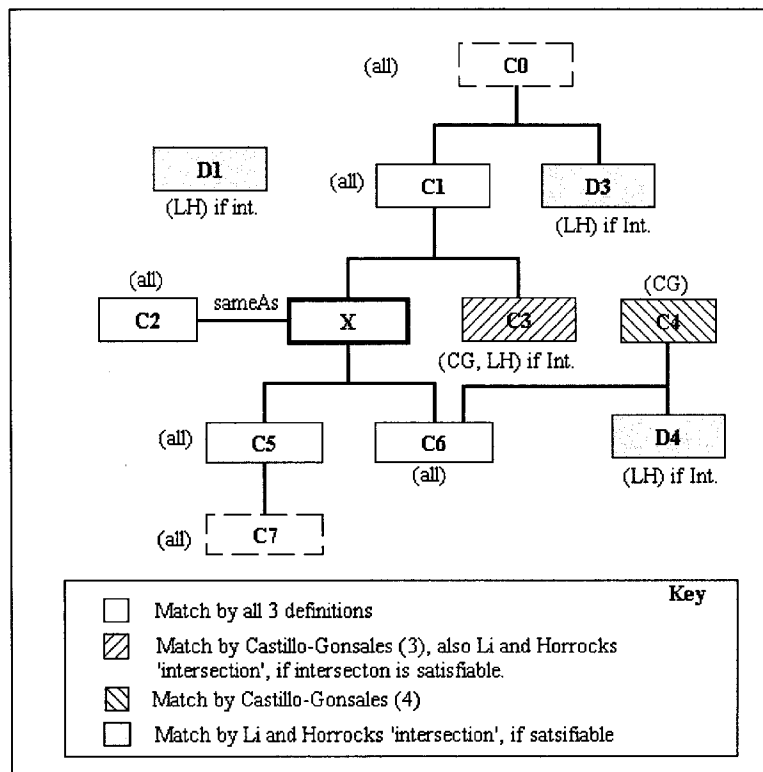 (all)
C0
D1
(LH) if int.
(all)
C1
D3
(LH) if Int.
(all)
C2
sameAs
X
C3
(CG, LH) if Int.
(CG)
C4
(all)
C5
C6
(all)
D4
(LH) if Int.
(all)
C7
Key
Match by all 3 definitions
Match by Castillo-Gonsales (3), also Li and Horrocks
'intersection', if intersecton is satisfiable.
Match by Castillo-Gonsales (4)
Match by Li and Horrocks 'intersection', if satsifiable